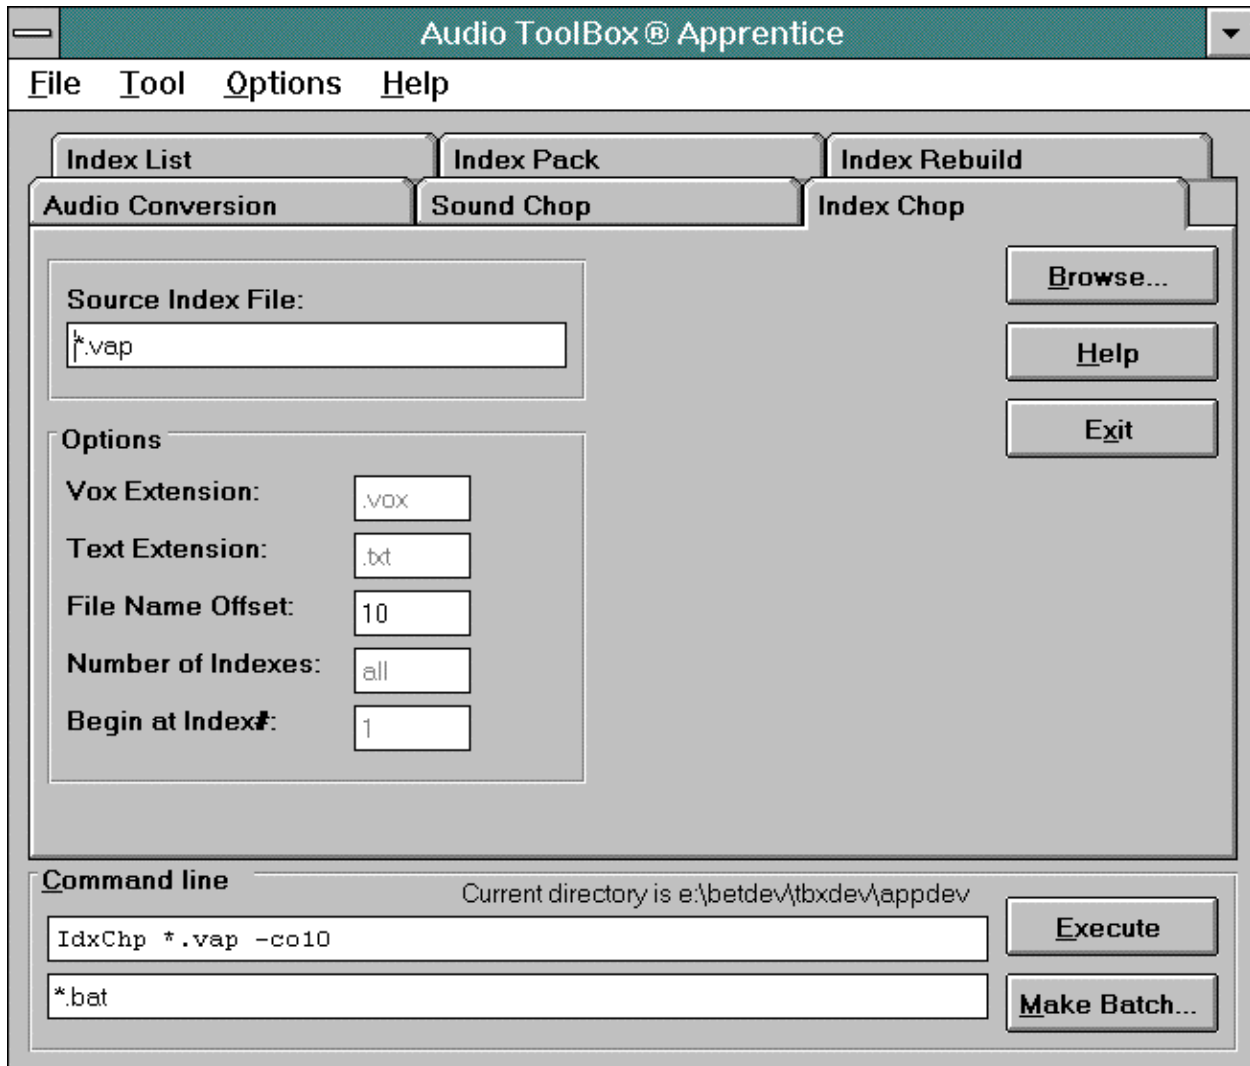 Audio ToolBox® Apprentice
File Tool Options Help
Index List Index Pack Index Rebuild
Audio Conversion Sound Chop Index Chop
Browse...
Source Index File:
*.vap
Help
Exit
Options
Vox Extension: .vox
Text Extension: .txt
File Name Offset: 10
Number of Indexes: all
Begin at Index#: 1
Command line
Current directory is e:\betdev\tbxdev\appdev
IdxChp *.vap -co10
Execute
*.bat
Make Batch...